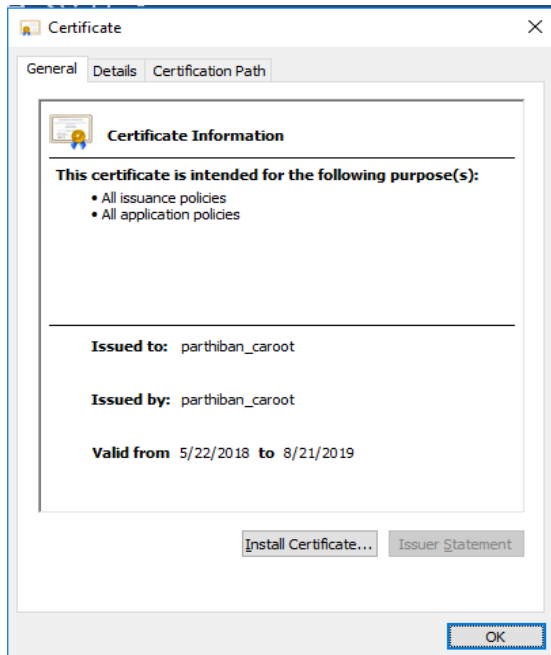 Certificate
General Details Certification Path
Certificate Information
This certificate is intended for the following purpose(s):
• All issuance policies
• All application policies
Issued to: parthiban_caroot
Issued by: parthiban_caroot
Valid from 5/22/2018 to 8/21/2019
Install Certificate... Issuer Statement
OK